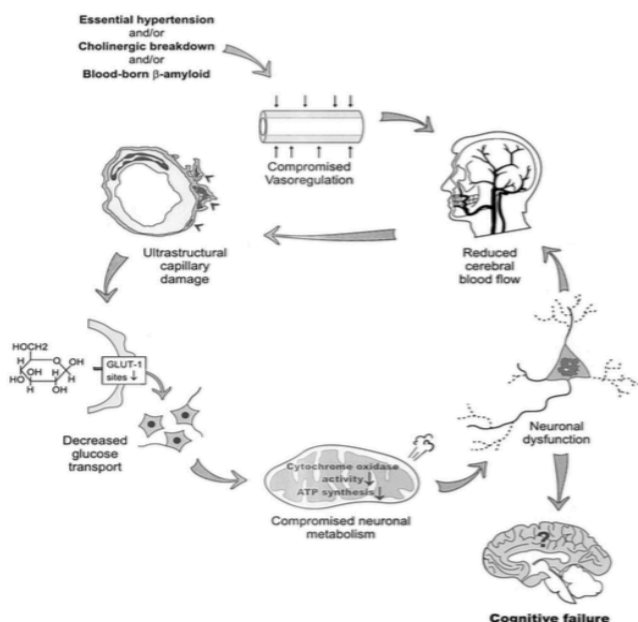 Essential hypertension
and/or
Cholinergic breakdown
and/or
Blood-born β-amyloid
Compromised
Vasoregulation
Reduced
cerebral
blood flow
Ultrastructural
capillary
damage
HOCH2
H
O
OH
H
OH
H
HO
H
H
OH
GLUT-1
sites ↓
Decreased
glucose
transport
Cytochrome oxidase
activity ↓
ATP synthesis ↓
Compromised neuronal
metabolism
Neuronal
dysfunction
?
Cognitive failure